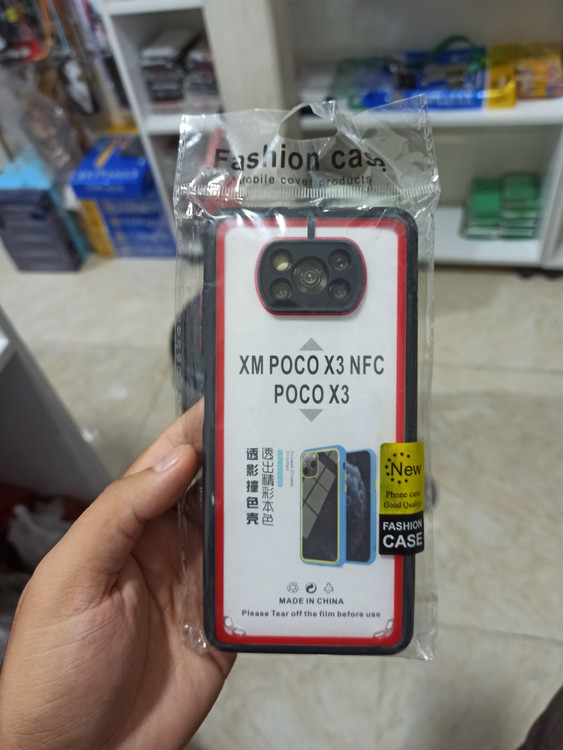 Fashion case
mobile cover products
XM POCO X3 NFC
POCO X3
透出精彩本色
透影撞色壳
New
Phone case
Good Quality
FASHION
CASE
MADE IN CHINA
Please Tear off the film before use